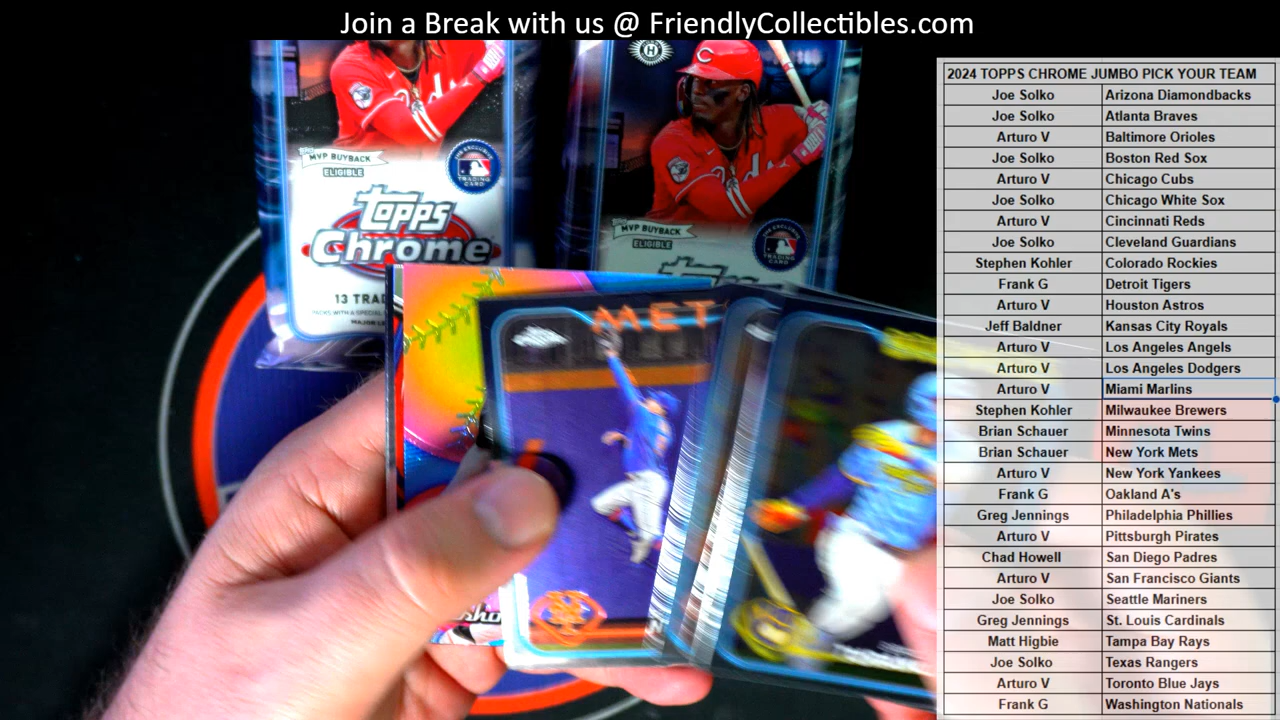 Join a Break with us @ FriendlyCollectibles.com
MVP BUYBACK
ELIGIBLE
topps
Chrome
13 TRA
MVP BUYBACK
ELIGIBLE
MET
2024 TOPPS CHROME JUMBO PICK YOUR TEAM
Joe Solko Arizona Diamondbacks
Joe Solko Atlanta Braves
Arturo V Baltimore Orioles
Joe Solko Boston Red Sox
Arturo V Chicago Cubs
Joe Solko Chicago White Sox
Arturo V Cincinnati Reds
Joe Solko Cleveland Guardians
Stephen Kohler Colorado Rockies
Frank G Detroit Tigers
Arturo V Houston Astros
Jeff Baldner Kansas City Royals
Arturo V Los Angeles Angels
Arturo V Los Angeles Dodgers
Arturo V Miami Marlins
Stephen Kohler Milwaukee Brewers
Brian Schauer Minnesota Twins
Brian Schauer New York Mets
Arturo V New York Yankees
Frank G Oakland A's
Greg Jennings Philadelphia Phillies
Arturo V Pittsburgh Pirates
Chad Howell San Diego Padres
Arturo V San Francisco Giants
Joe Solko Seattle Mariners
Greg Jennings St. Louis Cardinals
Matt Higbie Tampa Bay Rays
Joe Solko Texas Rangers
Arturo V Toronto Blue Jays
Frank G Washington Nationals